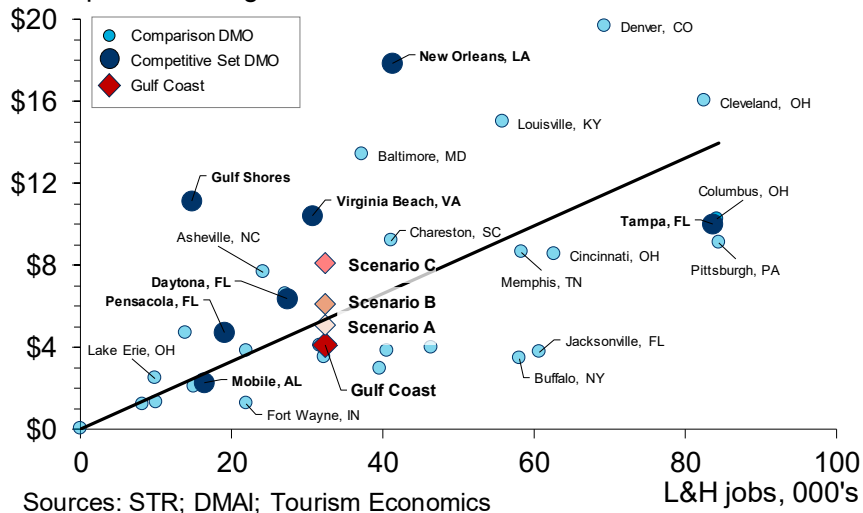 $20
$16
$12
$8
$4
$0
Comparison DMO
Competitive Set DMO
Gulf Coast
Denver, CO
New Orleans, LA
Cleveland, OH
Louisville, KY
Baltimore, MD
Gulf Shores
Virginia Beach, VA
Columbus, OH
Tampa, FL
Chareston, SC
Asheville, NC
Pittsburgh, PA
Cincinnati, OH
Memphis, TN
Scenario C
Daytona, FL
Scenario B
Pensacola, FL
Scenario A
Jacksonville, FL
Lake Erie, OH
Buffalo, NY
Mobile, AL
Gulf Coast
Fort Wayne, IN
0 20 40 60 80 100
L&H jobs, 000's
Sources: STR; DMAI; Tourism Economics